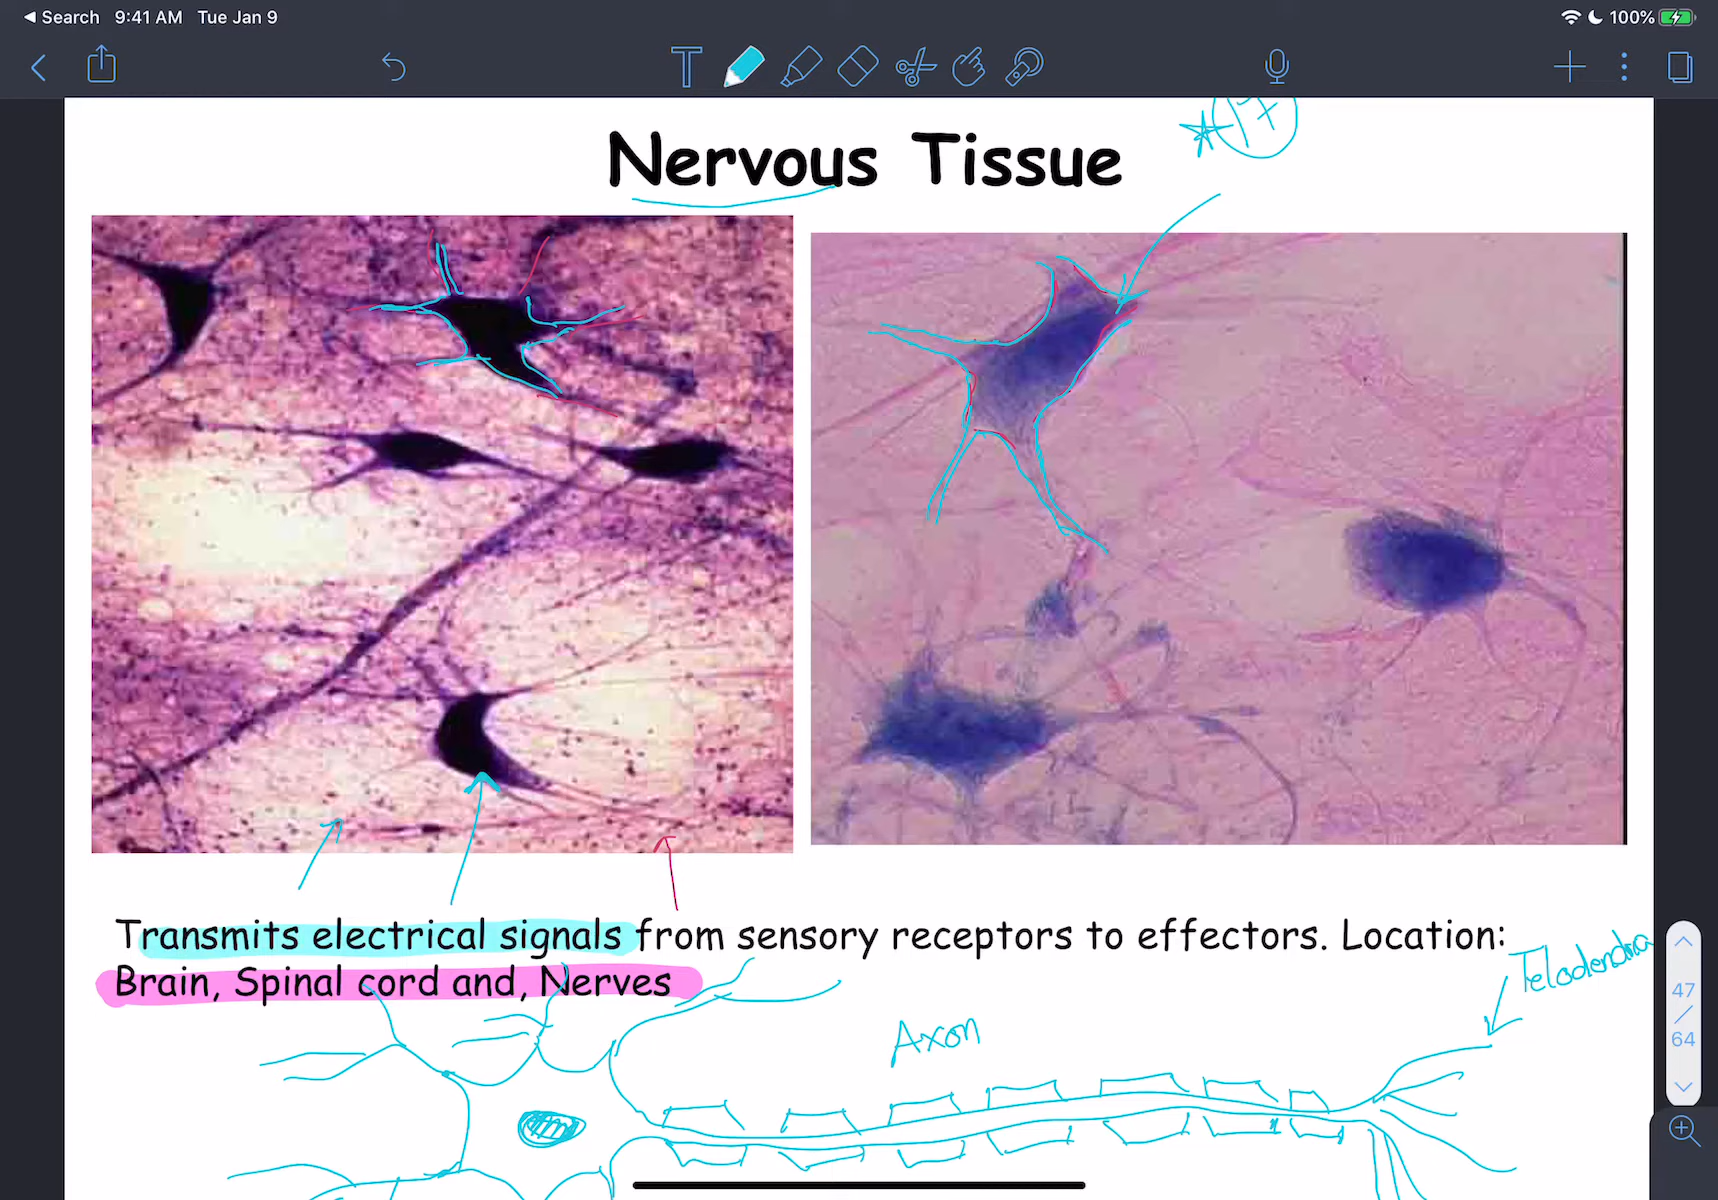 Search 9:41 AM Tue Jan 9
100%
Nervous Tissue
Transmits electrical signals from sensory receptors to effectors. Location:
Brain, Spinal cord and, Nerves
Telodendria
Axon
47
/
64